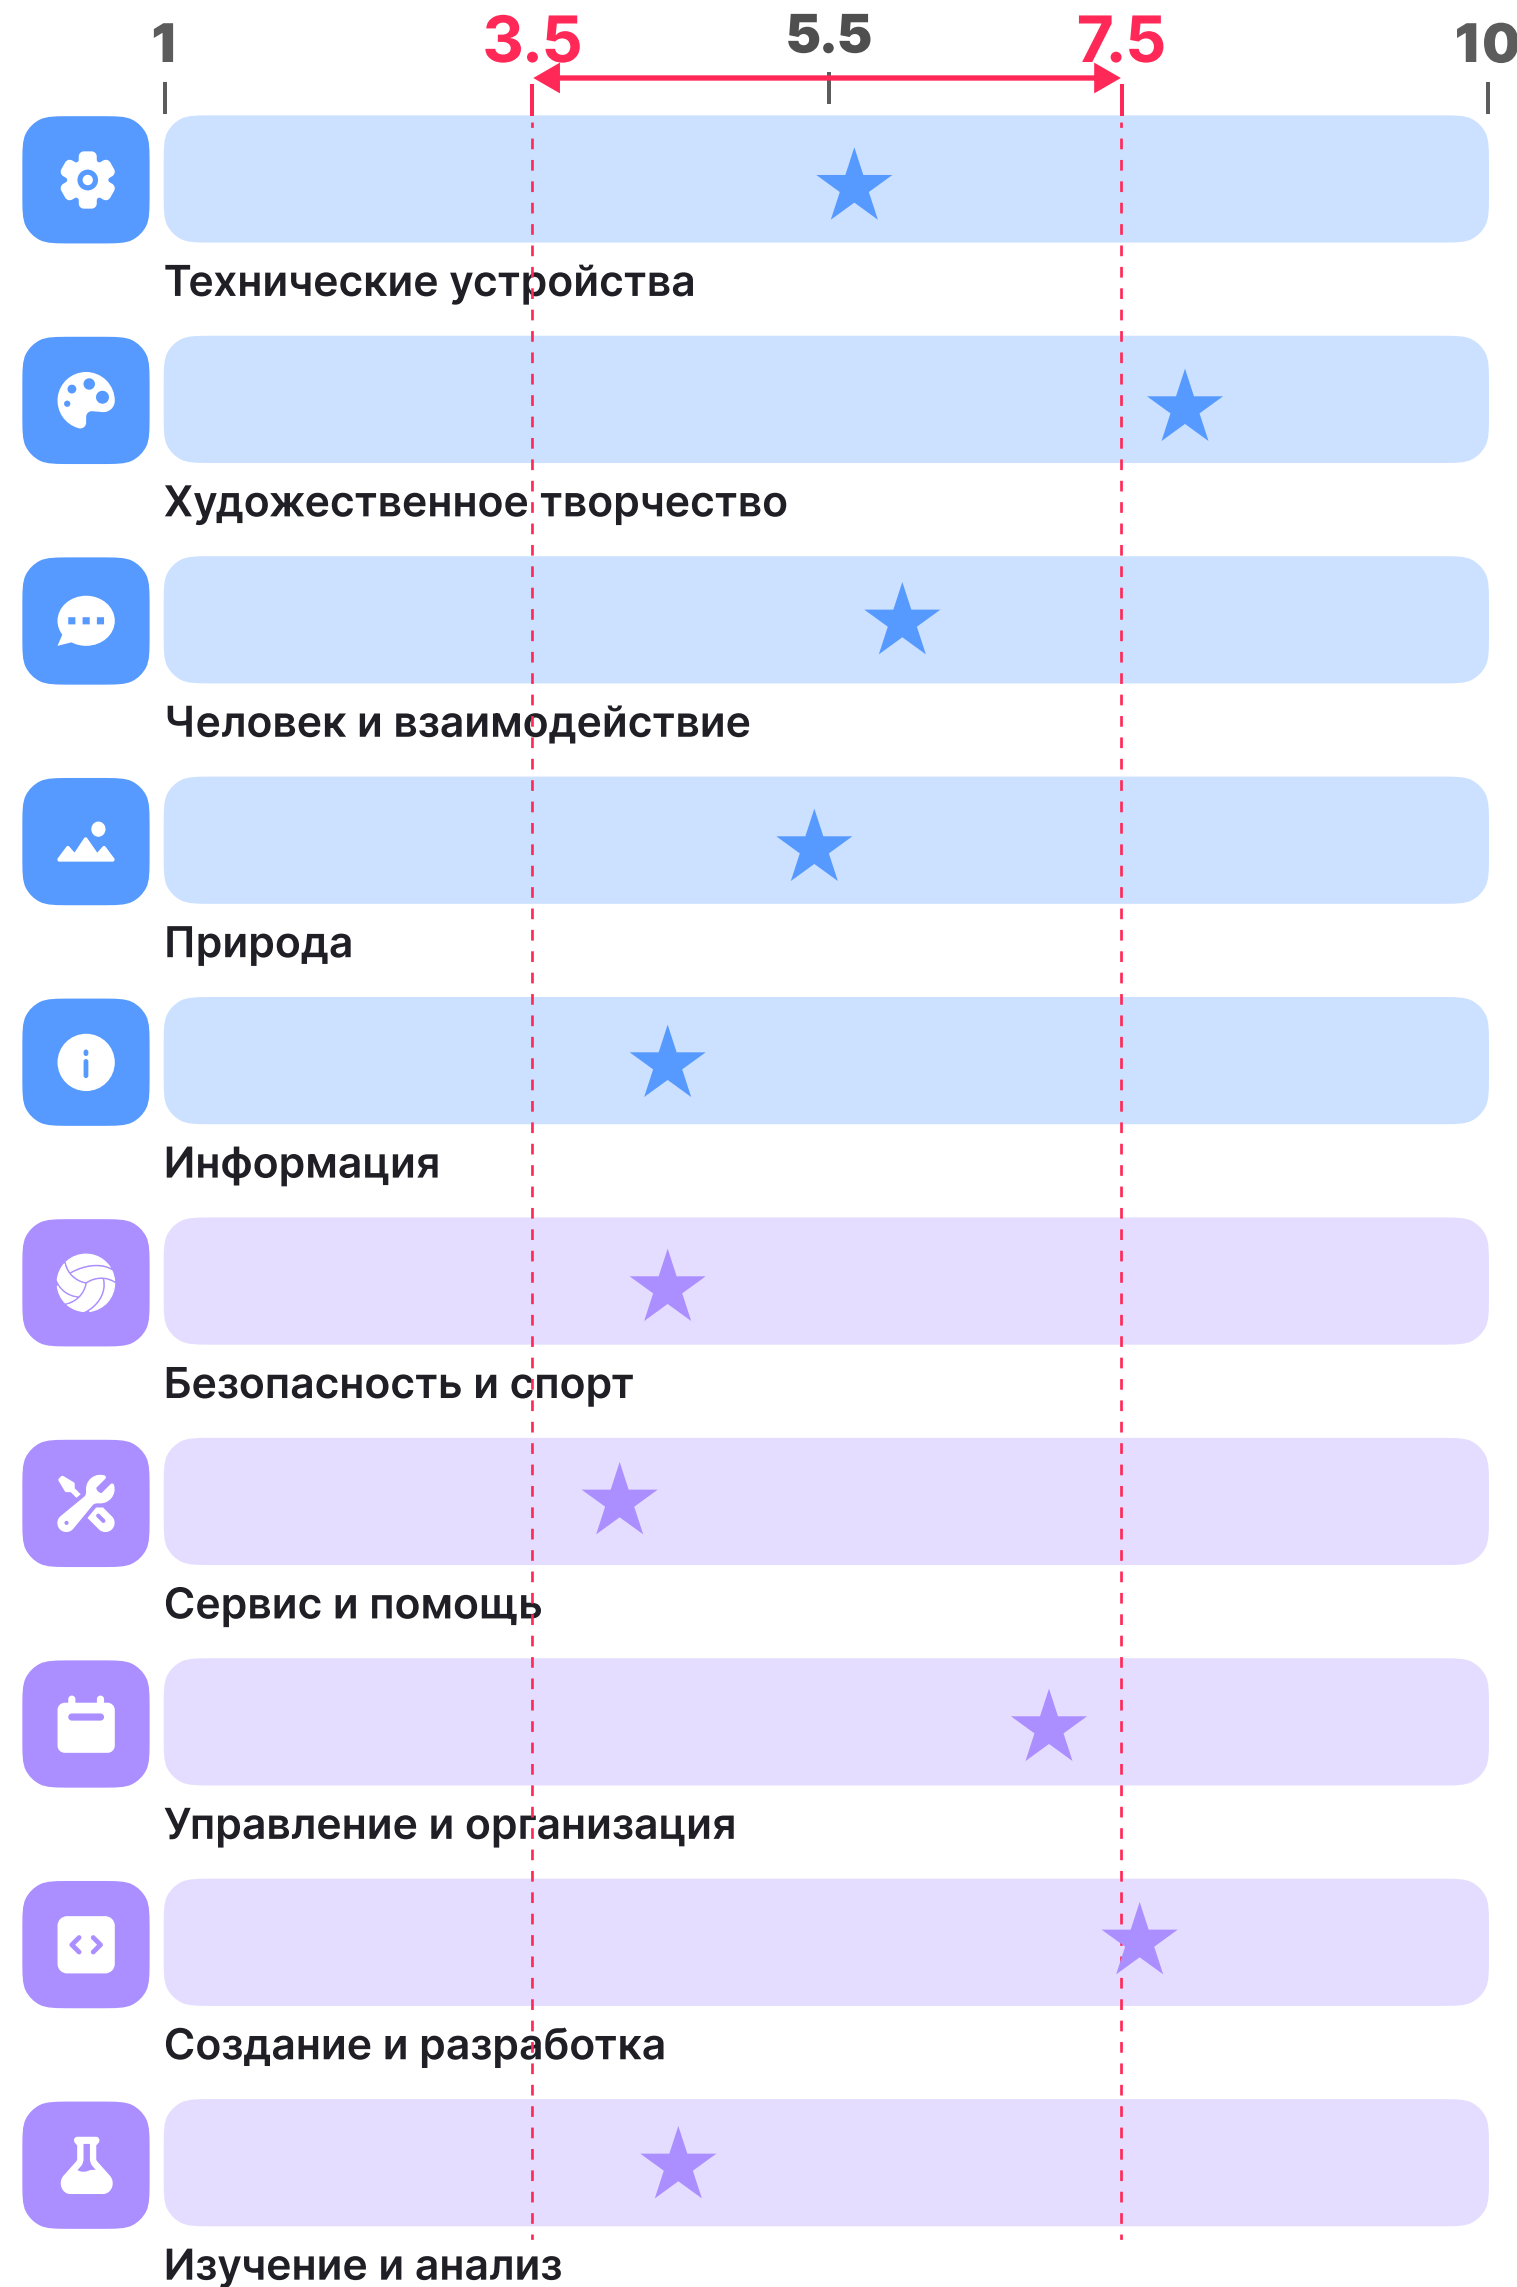 1 3.5 5.5 7.5 10
Технические устройства
Художественное творчество
Человек и взаимодействие
Природа
Информация
Безопасность и спорт
Сервис и помощь
Управление и организация
Создание и разработка
Изучение и анализ